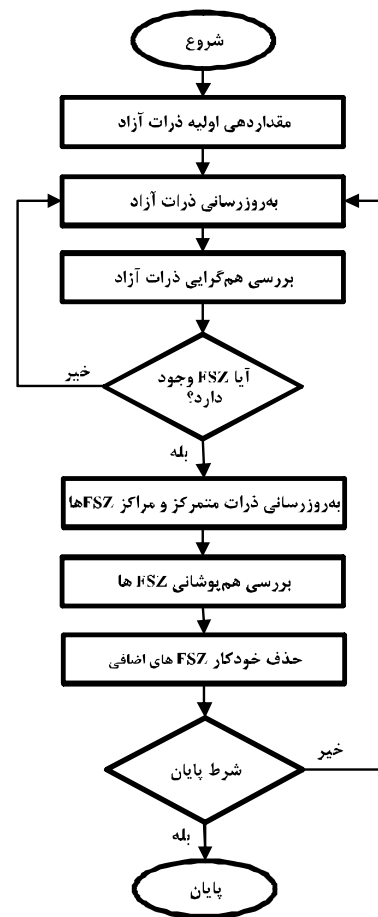 شروع
مقداردهی اولیه ذرات آزاد
به‌روزرسانی ذرات آزاد
بررسی هم‌گرایی ذرات آزاد
آیا FSZ وجود
دارد؟
خیر
بله
به‌روزرسانی ذرات متمرکز و مراکز FSZها
بررسی هم‌پوشانی FSZ ها
حذف خودکار FSZ های اضافی
شرط پایان
خیر
بله
پایان